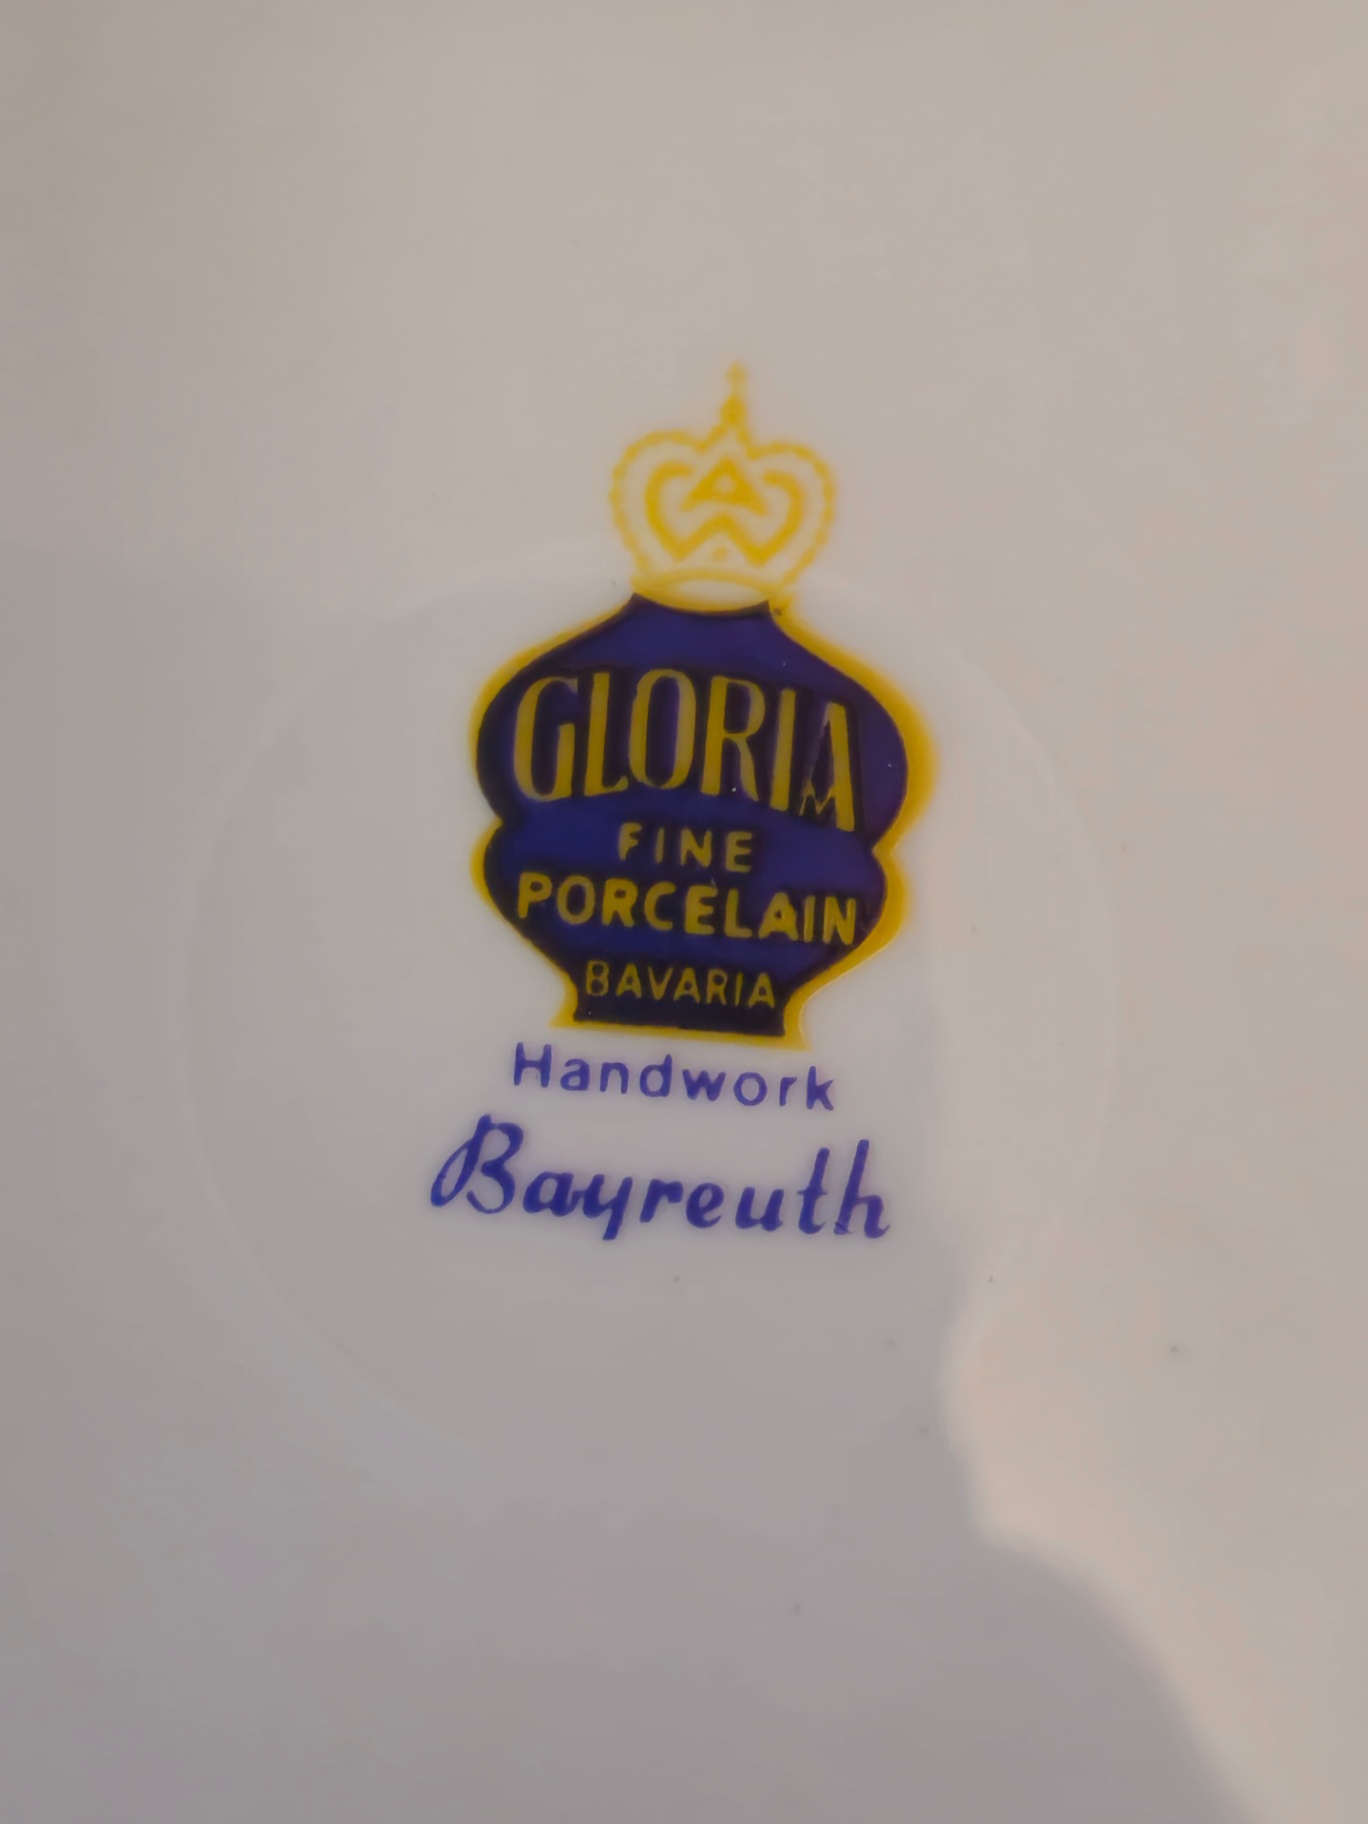 GLORIA
FINE
PORCELAIN
BAVARIA
Handwork
Bayreuth